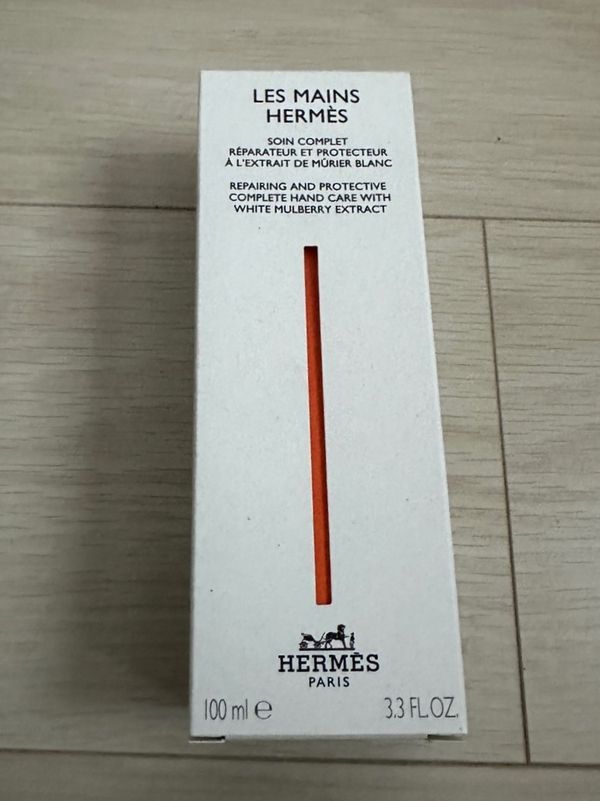 LES MAINS
HERMÈS
SOIN COMPLET
RÉPARATEUR ET PROTECTEUR
À L'EXTRAIT DE MÛRIER BLANC
REPAIRING AND PROTECTIVE
COMPLETE HAND CARE WITH
WHITE MULBERRY EXTRACT
HERMÈS
PARIS
100 ml ℮ 3.3 FL.OZ.